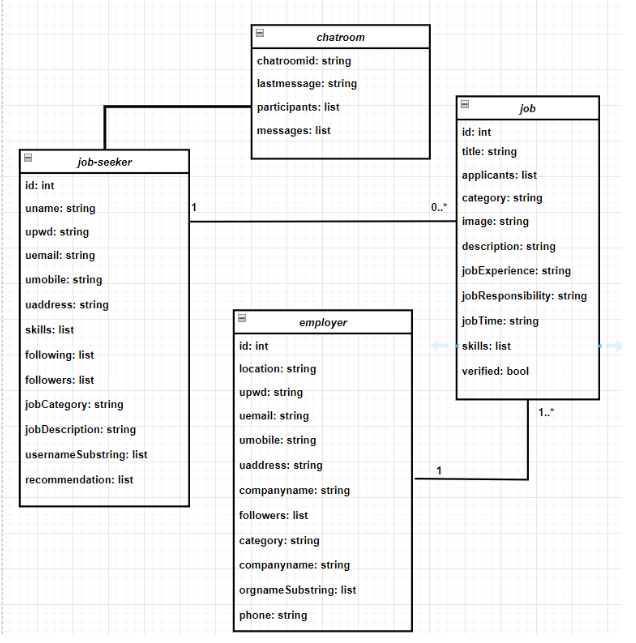 chatroom
chatroomid: string
lastmessage: string
participants: list
messages: list
job
id: int
title: string
applicants: list
category: string
image: string
description: string
jobExperience: string
jobResponsibility: string
jobTime: string
skills: list
verified: bool
job-seeker
id: int
uname: string
upwd: string
uemail: string
umobile: string
uaddress: string
skills: list
following: list
followers: list
jobCategory: string
jobDescription: string
usernameSubstring: list
recommendation: list
1
0..*
employer
id: int
location: string
upwd: string
uemail: string
umobile: string
uaddress: string
companyname: string
followers: list
category: string
companyname: string
orgnameSubstring: list
phone: string
1..*
1